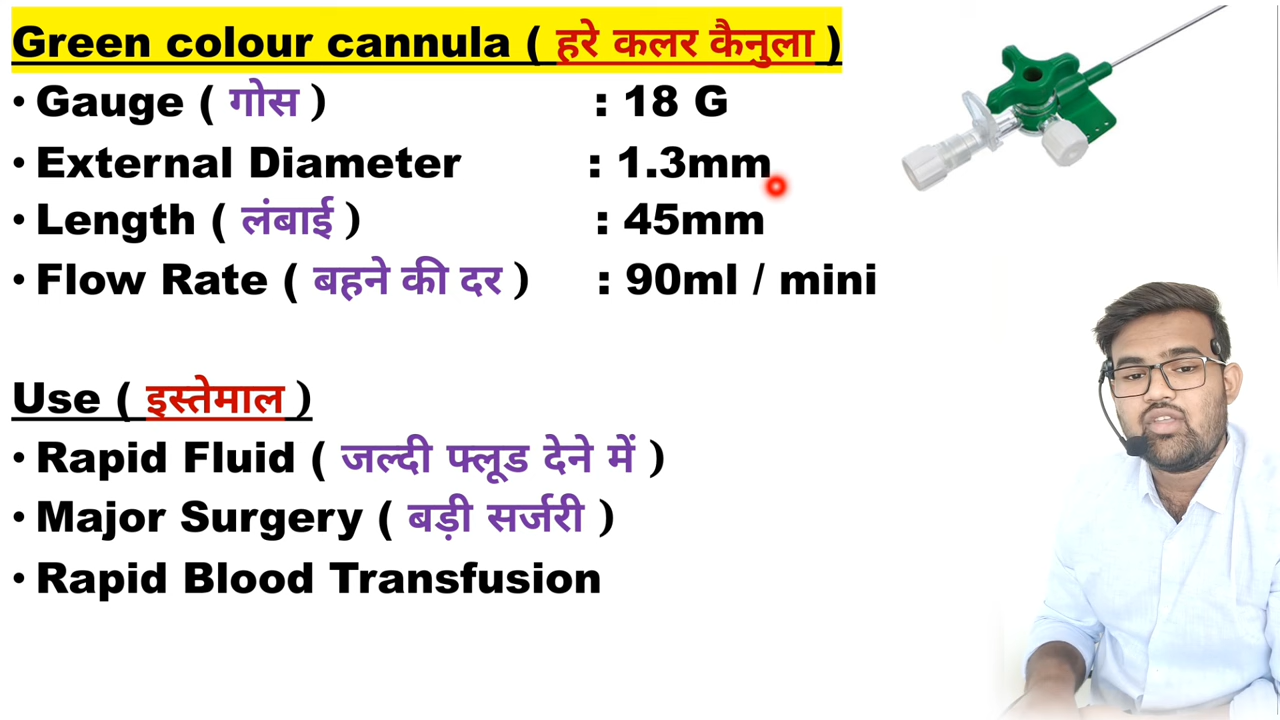 Green colour cannula ( हरे कलर कैनुला )
• Gauge ( गोस ) : 18 G
• External Diameter : 1.3mm
• Length ( लंबाई ) : 45mm
• Flow Rate ( बहने की दर ) : 90ml / mini
Use ( इस्तेमाल )
• Rapid Fluid ( जल्दी फ्लूड देने में )
• Major Surgery ( बड़ी सर्जरी )
• Rapid Blood Transfusion